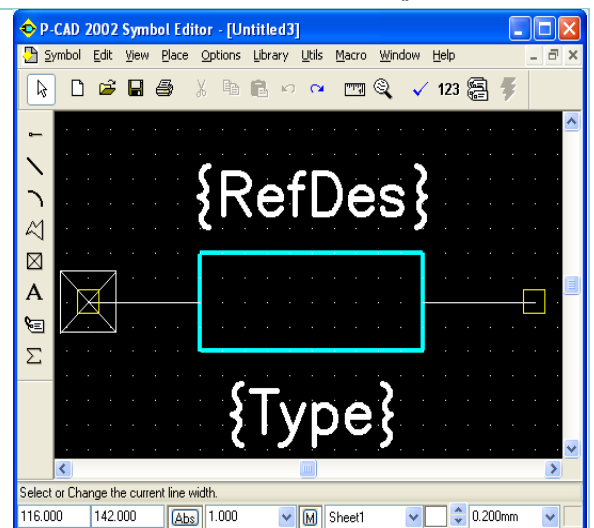 P-CAD 2002 Symbol Editor - [Untitled3]
Symbol Edit View Place Options Library Utils Macro Window Help
123
A
Σ
{RefDes}
{Type}
Select or Change the current line width.
116.000 142.000 Abs 1.000 M Sheet1 0.200mm